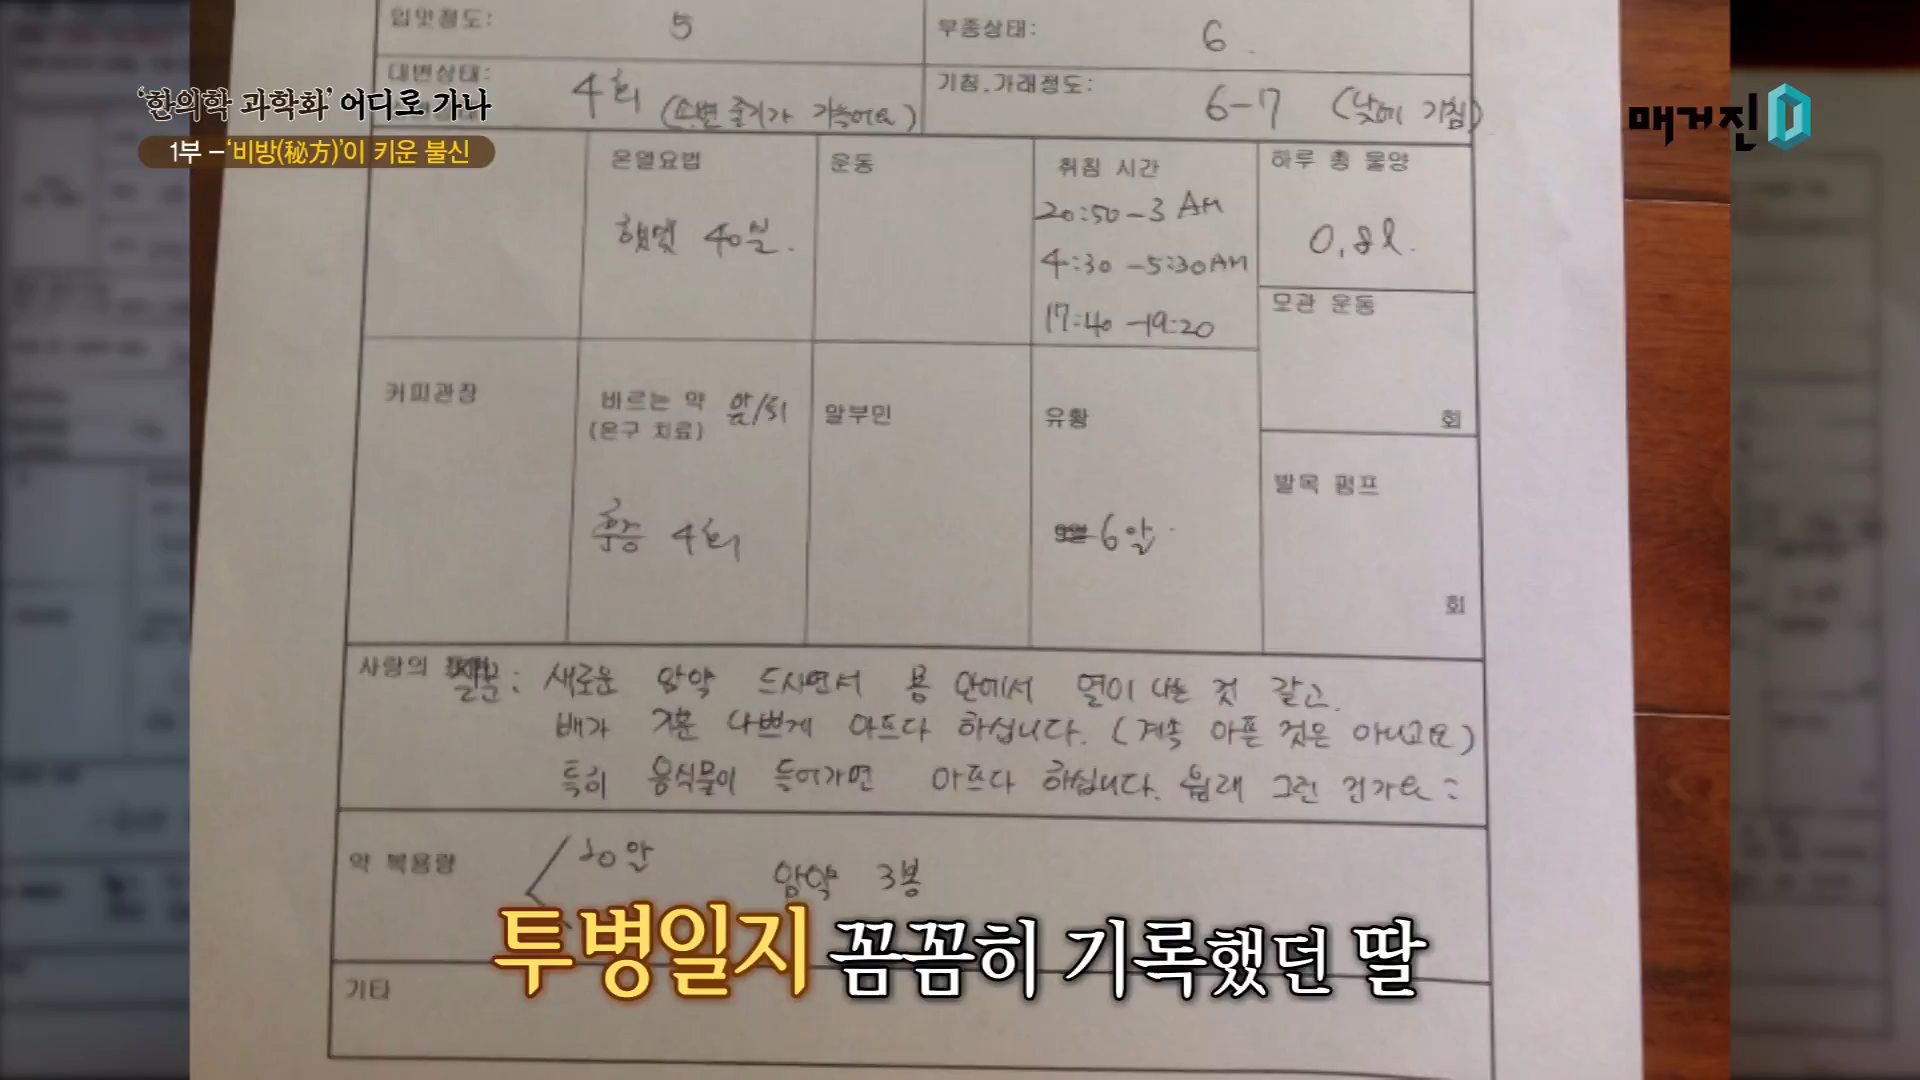 입맛정도: 5
부종상태: 6
대변상태: 4회 (소변 줄기가 가늘어요)
기침.가래정도: 6-7 (낮에 기침)
'한의학 과학화' 어디로 가나
1부 – '비방(秘方)'이 키운 불신
매거진 D
온열요법
햇볕 40분.
운동
취침 시간
20:50-3 AM
4:30-5:30AM
17:40-19:20
하루 총 물양
0.8l.
모관 운동
회
커피관장
바르는 약 앞/뒤
(온구 치료)
4회
알부민
유황
6알
발목 펌프
회
사랑의 질문: 새로운 암약 드시면서 몸 안에서 열이 나는 것 같고.
배가 기분 나쁘게 아프다 하십니다. (계속 아픈 것은 아니고요)
특히 음식물이 들어가면 아프다 하십니다. 왜 그런 건가요
약 복용량
10알
암약 3봉
투병일지 꼼꼼히 기록했던 딸
기타